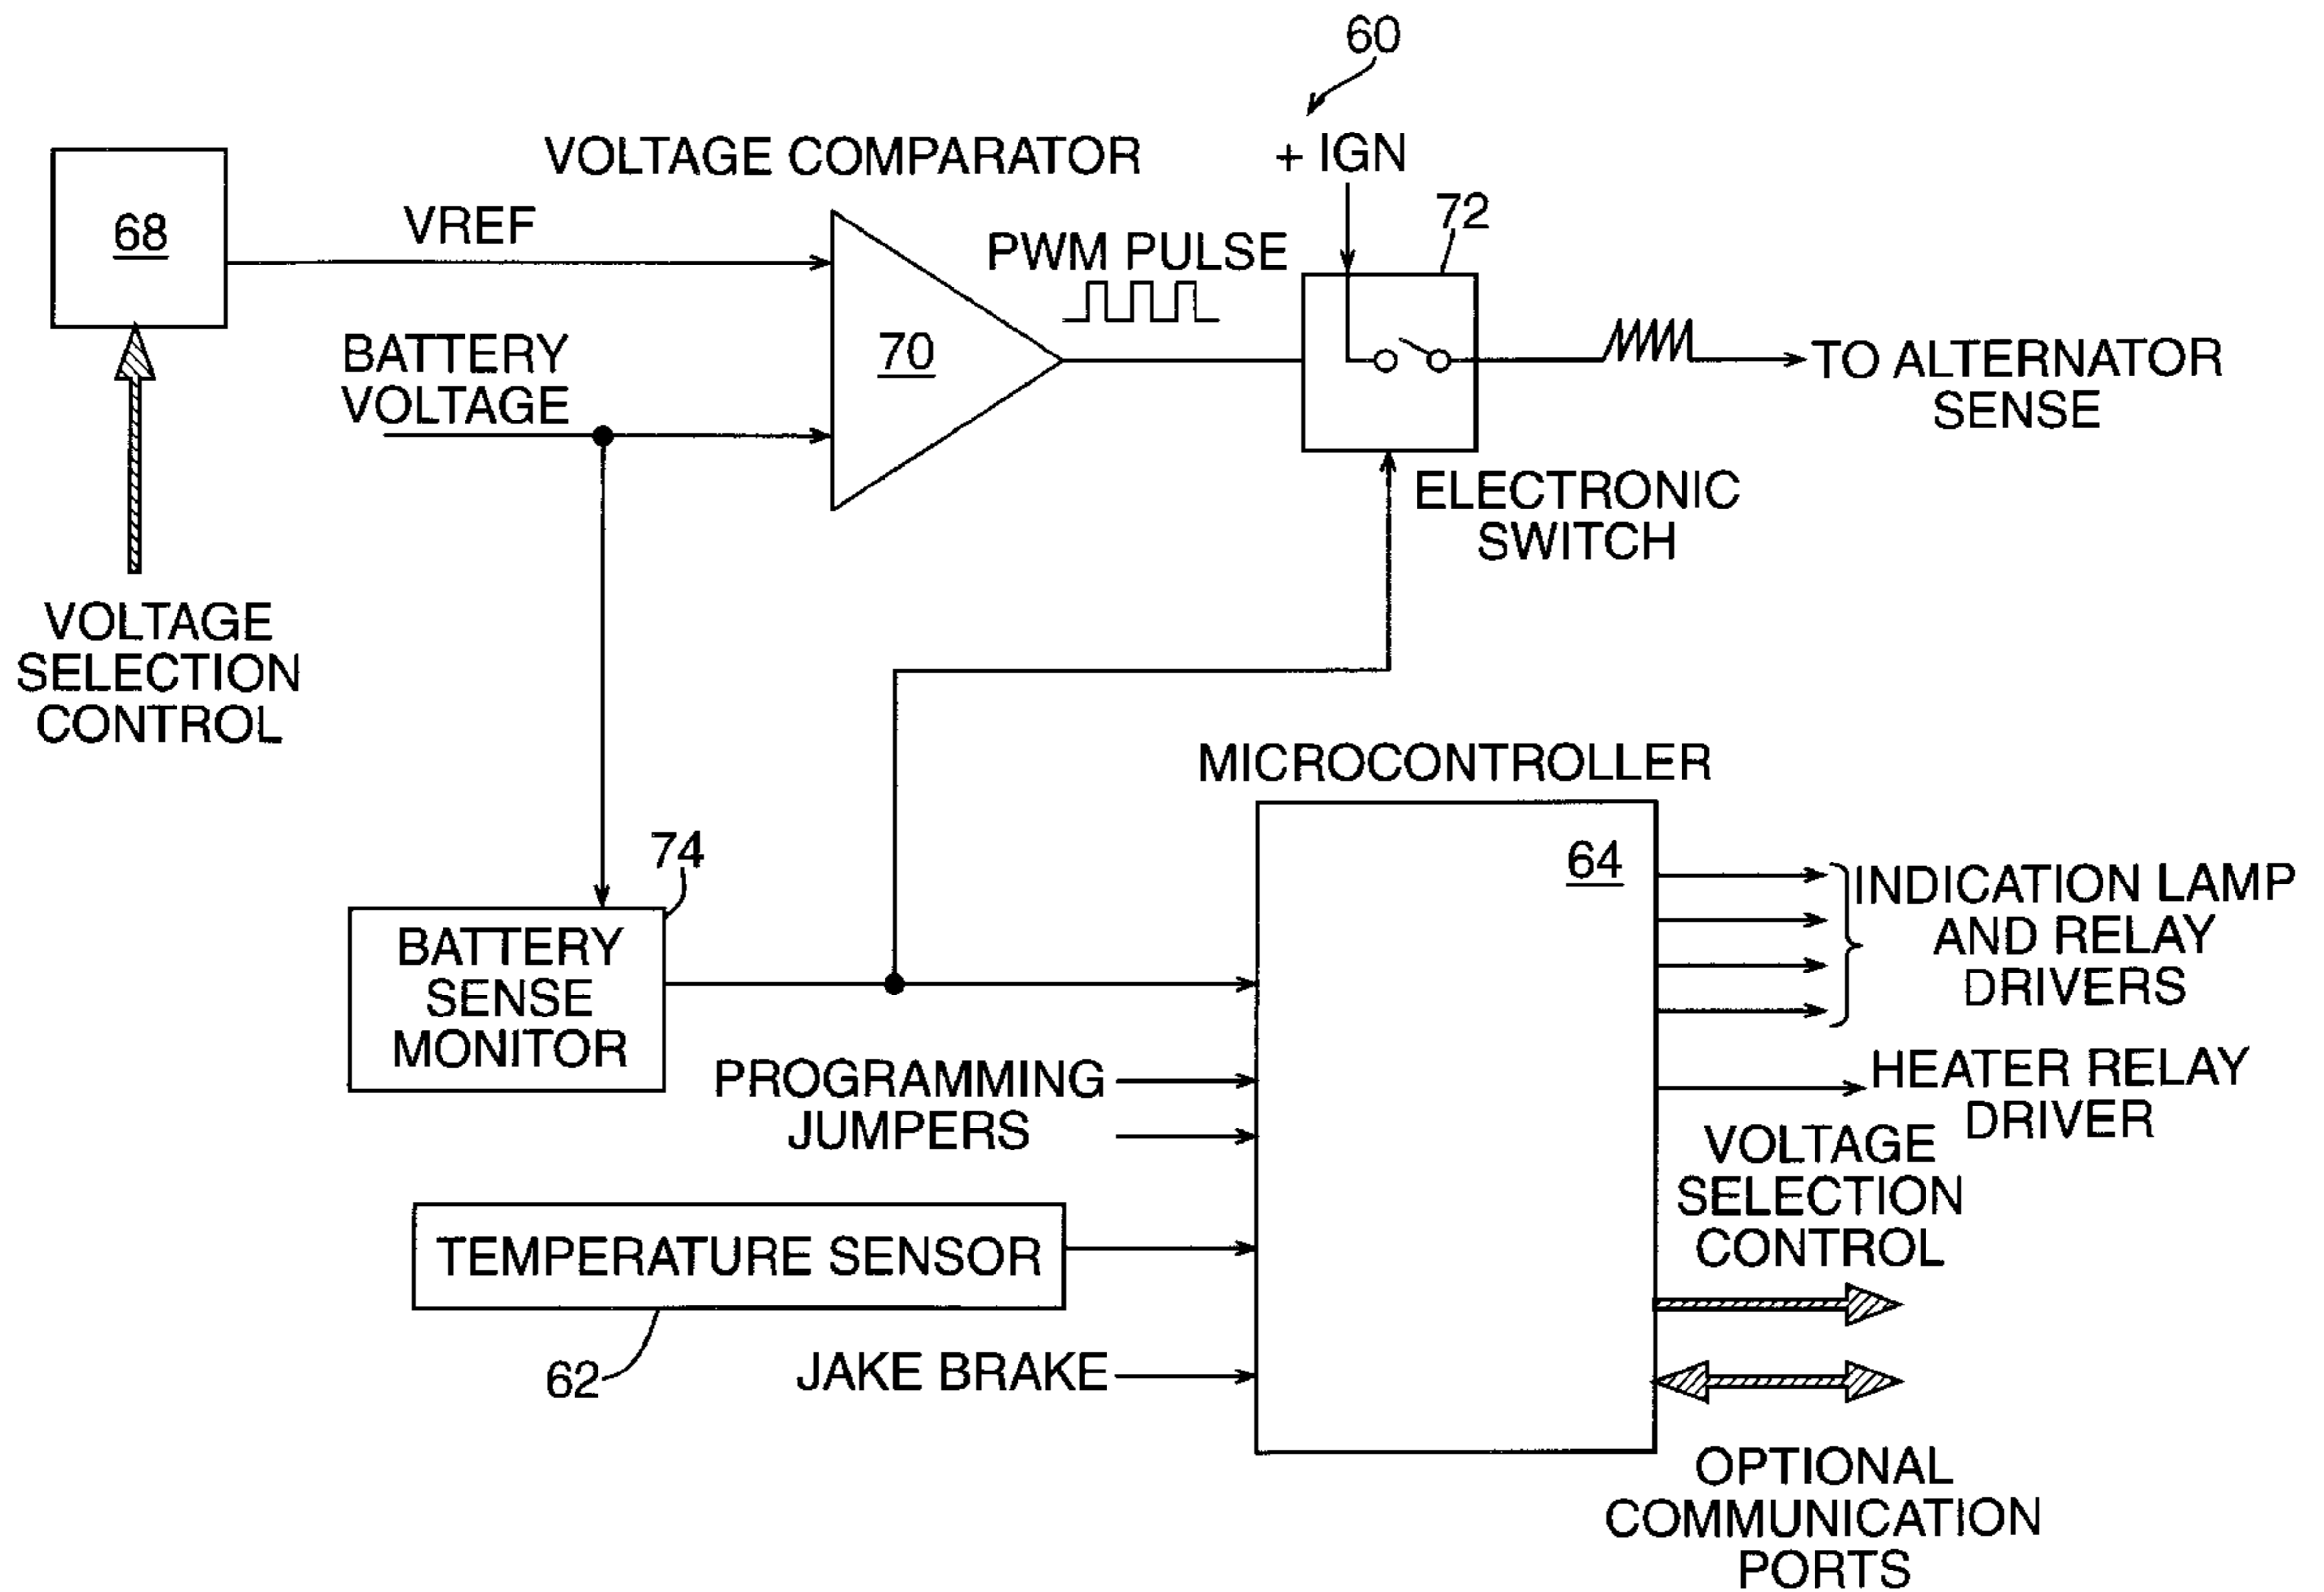 60
VOLTAGE COMPARATOR
+ IGN
68
VREF
72
PWM PULSE
BATTERY
VOLTAGE
70
TO ALTERNATOR
SENSE
ELECTRONIC
SWITCH
VOLTAGE
SELECTION
CONTROL
MICROCONTROLLER
74
64
BATTERY
SENSE
MONITOR
INDICATION LAMP
AND RELAY
DRIVERS
PROGRAMMING
JUMPERS
HEATER RELAY
DRIVER
VOLTAGE
SELECTION
CONTROL
TEMPERATURE SENSOR
62
JAKE BRAKE
OPTIONAL
COMMUNICATION
PORTS